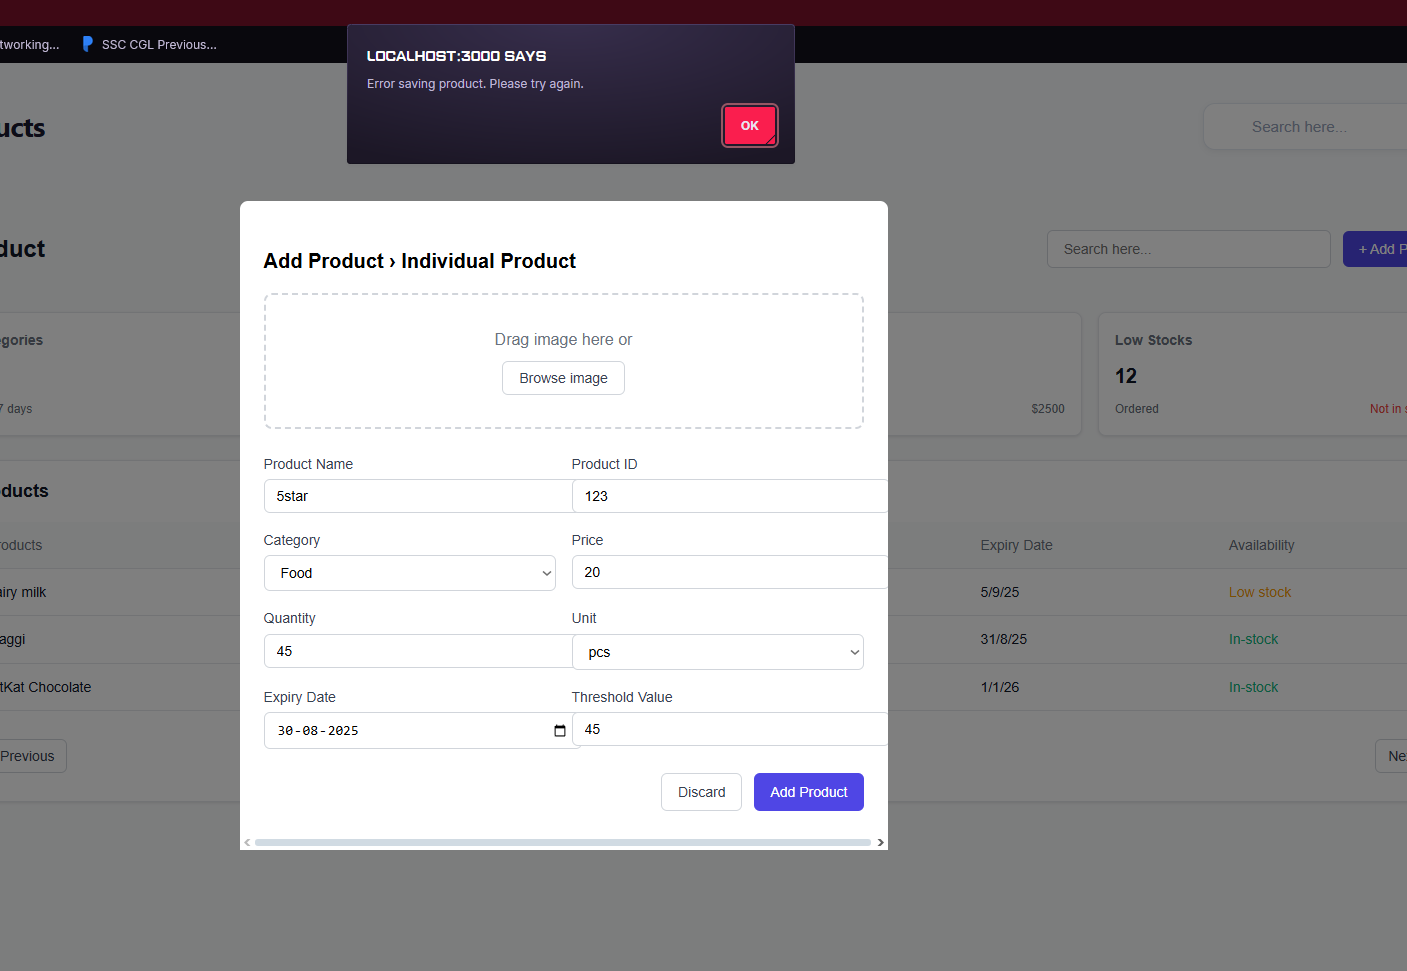 tworking...
SSC CGL Previous...
LOCALHOST:3000 SAYS
Error saving product. Please try again.
OK
ucts
Search here...
duct
Search here...
+ Add P
Add Product › Individual Product
Drag image here or
Browse image
egories
7 days
$2500
Low Stocks
12
Ordered
Not in s
Product Name
Product ID
5star
123
Category
Price
Food
20
Quantity
Unit
45
pcs
Expiry Date
Threshold Value
30-08-2025
45
Discard
Add Product
ducts
oducts
Expiry Date
Availability
airy milk
5/9/25
Low stock
aggi
31/8/25
In-stock
tKat Chocolate
1/1/26
In-stock
Previous
Ne